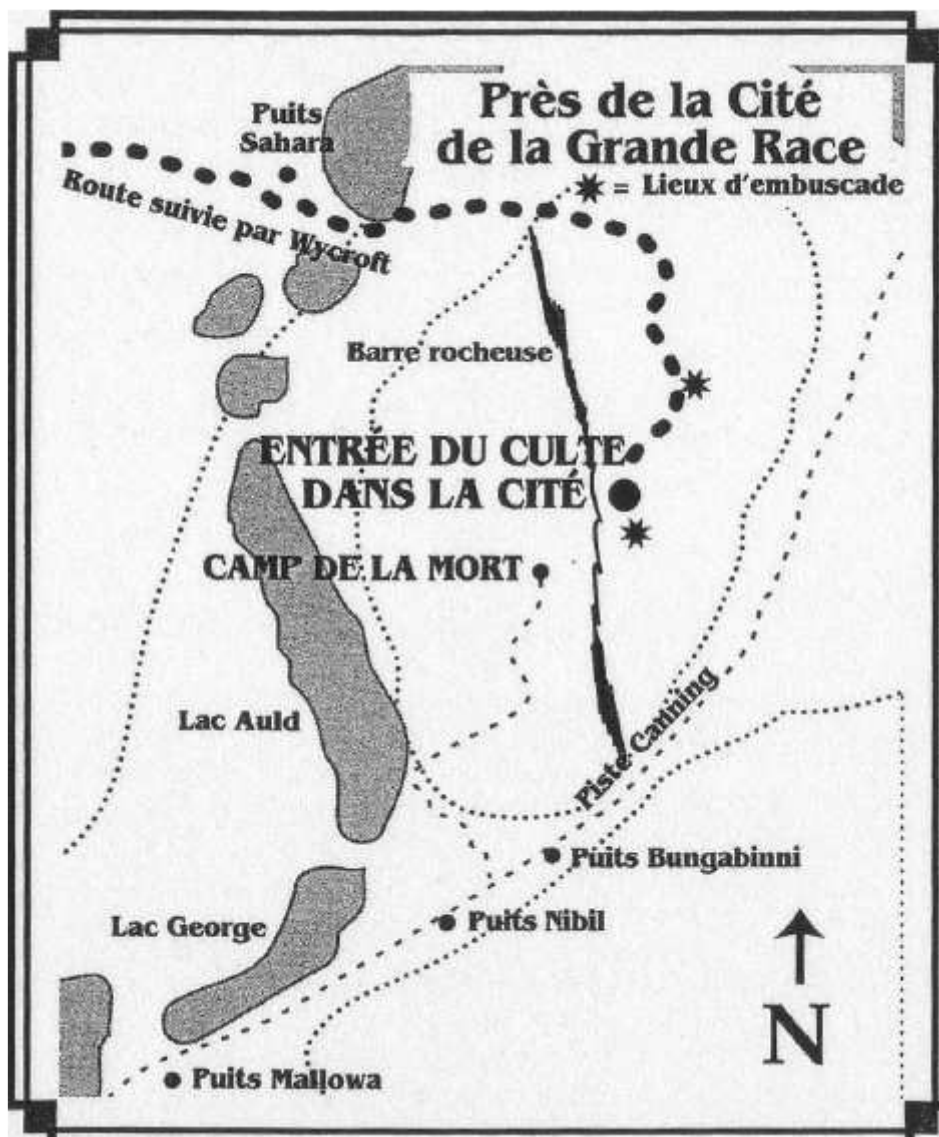 Près de la Cité
de la Grande Race
= Lieux d'embuscade
Puits
Sahara
Route suivie par Wycroft
Barre rocheuse
ENTRÉE DU CULTE
DANS LA CITÉ
CAMP DE LA MORT
Lac Auld
Piste Canning
Puits Bungabinni
Lac George
Puits Nibil
N
Puits Mallowa